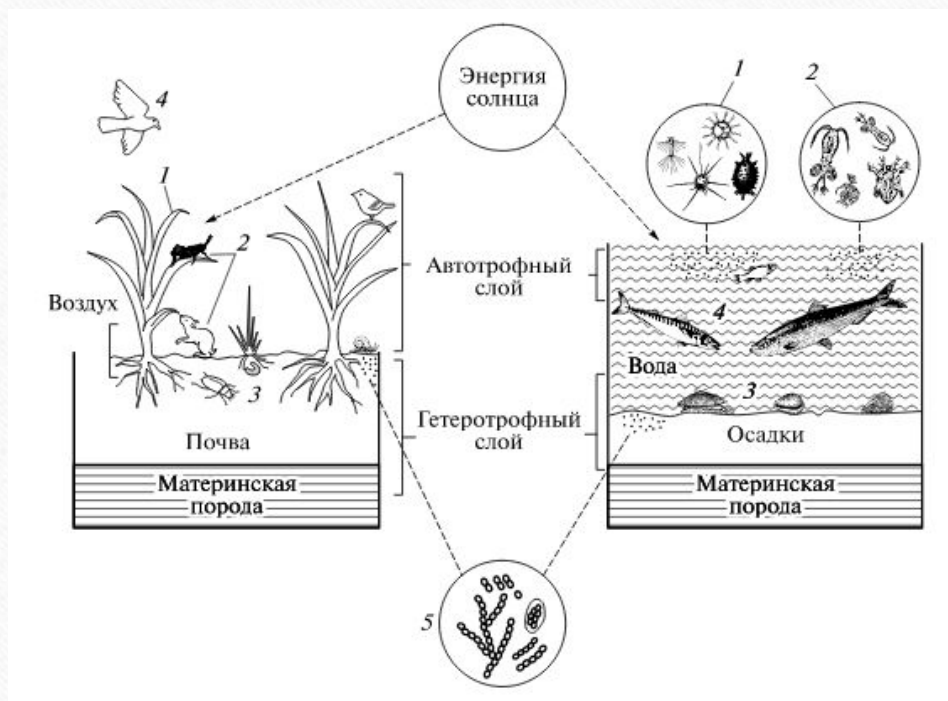 Энергия
солнца
1
2
4
1
2
Автотрофный
слой
Воздух
4
Вода
3
3
Гетеротрофный
слой
Почва
Осадки
Материнская
порода
Материнская
порода
5